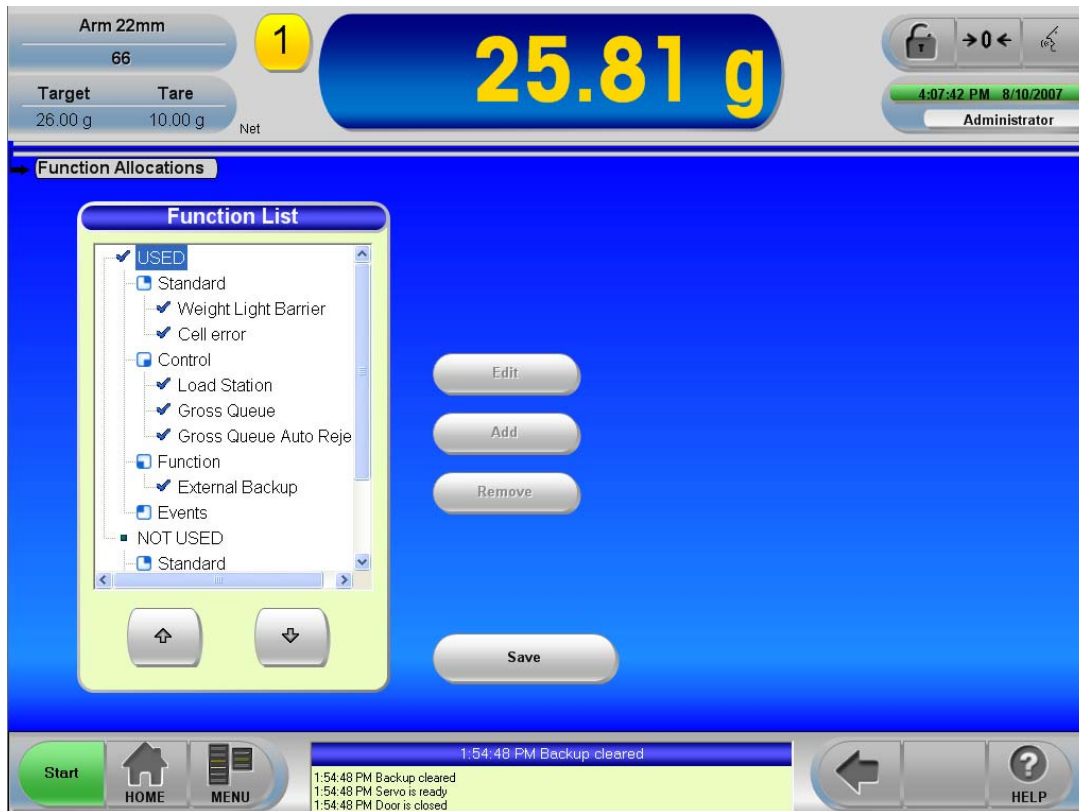 Arm 22mm
66
Target Tare
26.00 g 10.00 g
Net
1
25.81 g
→0←
4:07:42 PM 8/10/2007
Administrator
Function Allocations
Function List
USED
Standard
Weight Light Barrier
Cell error
Control
Load Station
Gross Queue
Gross Queue Auto Reje
Function
External Backup
Events
NOT USED
Standard
Edit
Add
Remove
Save
Start
HOME
MENU
1:54:48 PM Backup cleared
1:54:48 PM Backup cleared
1:54:48 PM Servo is ready
1:54:48 PM Door is closed
?
HELP